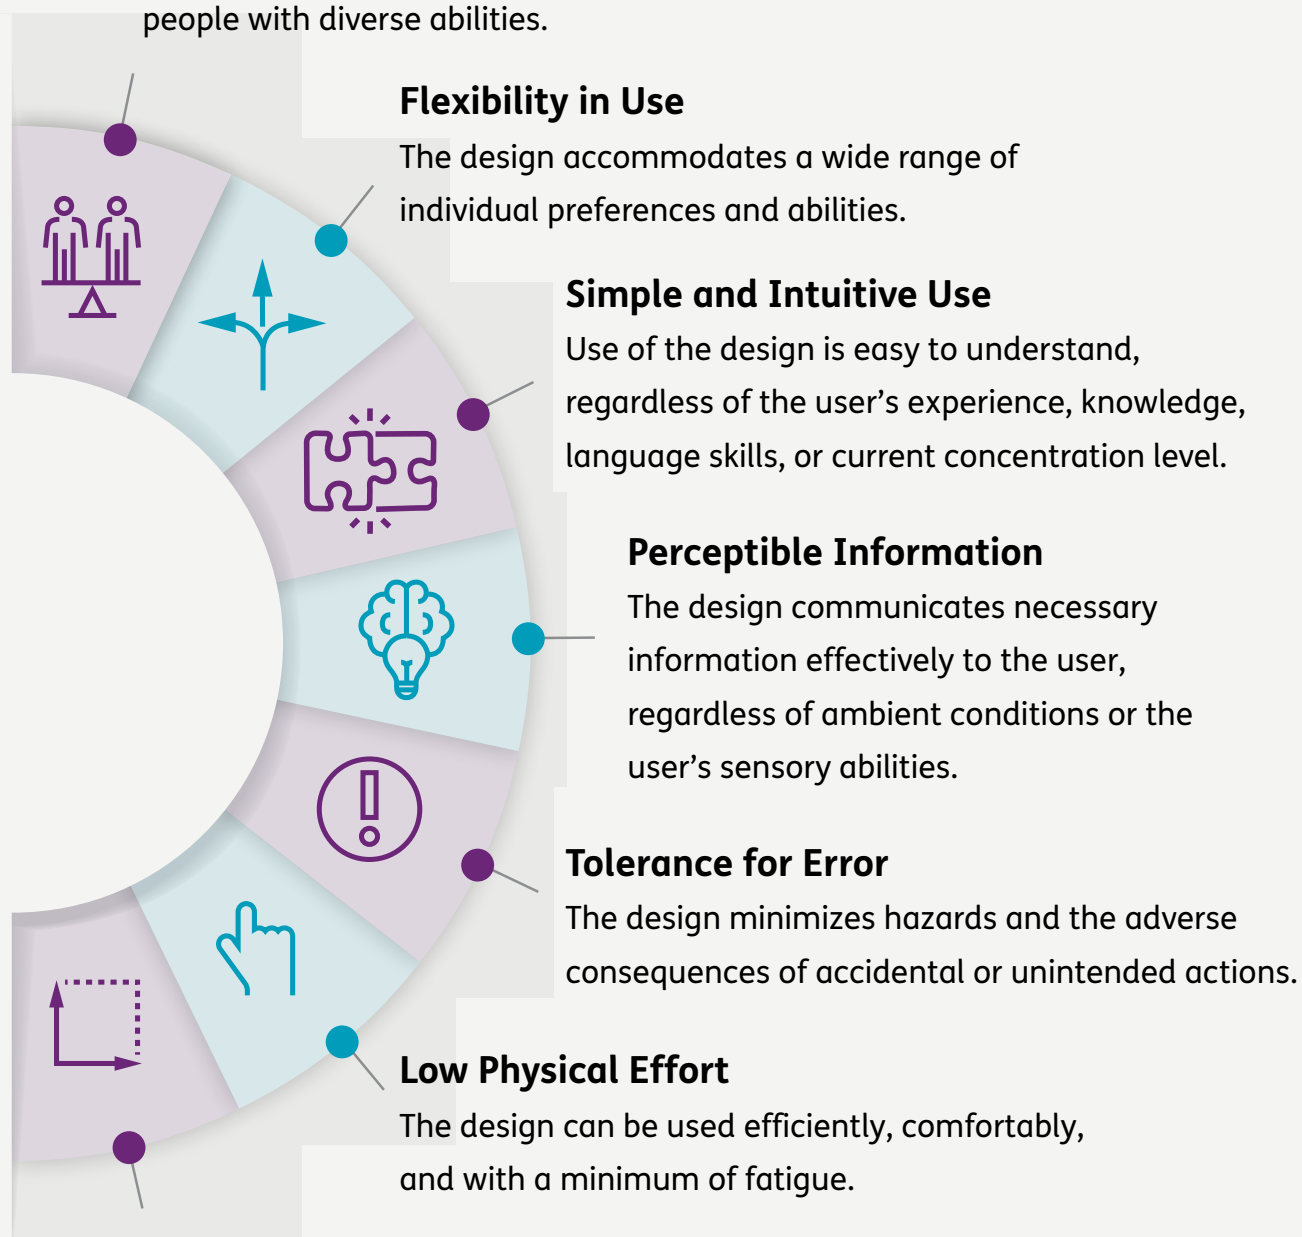 people with diverse abilities.
Flexibility in Use
The design accommodates a wide range of
individual preferences and abilities.
Simple and Intuitive Use
Use of the design is easy to understand,
regardless of the user’s experience, knowledge,
language skills, or current concentration level.
Perceptible Information
The design communicates necessary
information effectively to the user,
regardless of ambient conditions or the
user’s sensory abilities.
Tolerance for Error
The design minimizes hazards and the adverse
consequences of accidental or unintended actions.
Low Physical Effort
The design can be used efficiently, comfortably,
and with a minimum of fatigue.